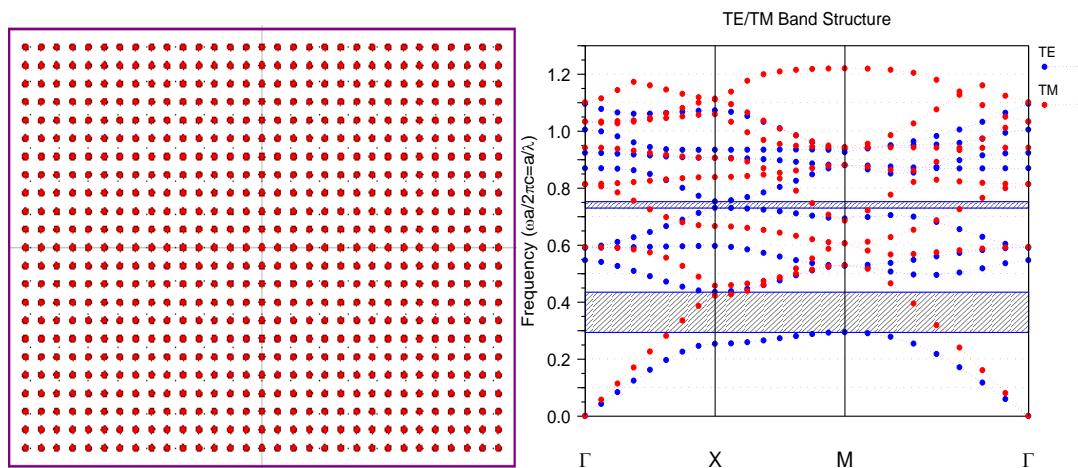 TE/TM Band Structure
TE
TM
Frequency (ωa/2πc=a/λ)
1.2
1.0
0.8
0.6
0.4
0.2
0.0
Γ X M Γ